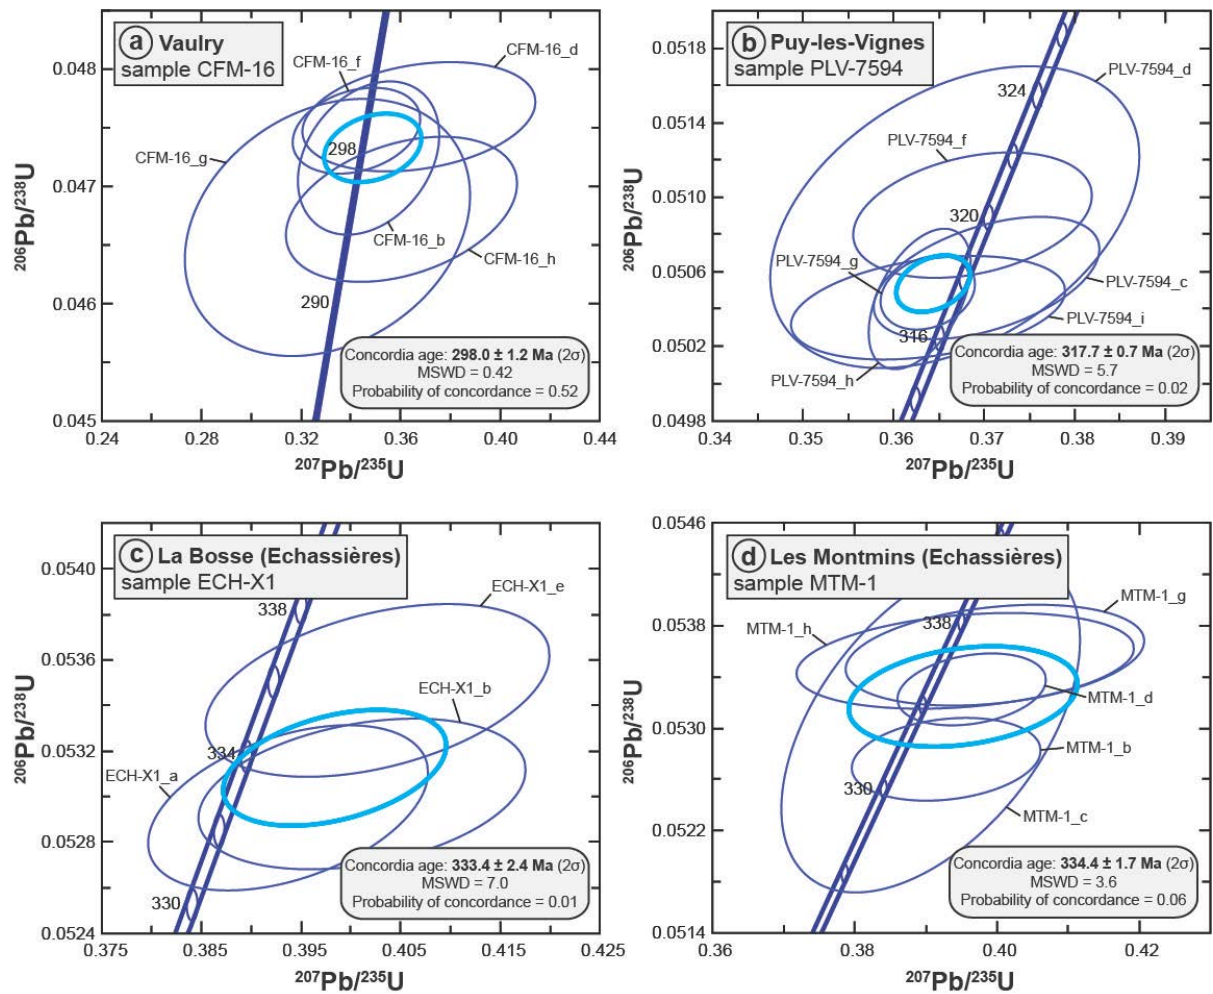 a Vaulry
sample CFM-16
CFM-16_f
CFM-16_d
CFM-16_g
298
CFM-16_b
CFM-16_h
290
Concordia age: 298.0 ± 1.2 Ma (2σ)
MSWD = 0.42
Probability of concordance = 0.52
0.048
0.047
0.046
0.045
0.24
0.28
0.32
0.36
0.40
0.44
206Pb/238U
207Pb/235U
b Puy-les-Vignes
sample PLV-7594
PLV-7594_d
324
PLV-7594_f
320
PLV-7594_g
PLV-7594_c
PLV-7594_i
316
PLV-7594_h
Concordia age: 317.7 ± 0.7 Ma (2σ)
MSWD = 5.7
Probability of concordance = 0.02
0.0518
0.0514
0.0510
0.0506
0.0502
0.0498
0.34
0.35
0.36
0.37
0.38
0.39
206Pb/238U
207Pb/235U
c La Bosse (Echassières)
sample ECH-X1
338
ECH-X1_e
ECH-X1_b
334
ECH-X1_a
330
Concordia age: 333.4 ± 2.4 Ma (2σ)
MSWD = 7.0
Probability of concordance = 0.01
0.0540
0.0536
0.0532
0.0528
0.0524
0.375
0.385
0.395
0.405
0.415
0.425
206Pb/238U
207Pb/235U
d Les Montmins (Echassières)
sample MTM-1
MTM-1_g
338
MTM-1_h
MTM-1_d
MTM-1_b
330
MTM-1_c
Concordia age: 334.4 ± 1.7 Ma (2σ)
MSWD = 3.6
Probability of concordance = 0.06
0.0546
0.0538
0.0530
0.0522
0.0514
0.36
0.38
0.40
0.42
206Pb/238U
207Pb/235U